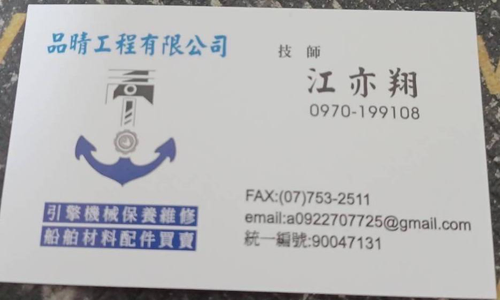 品晴工程有限公司
技師
江亦翔
0970-199108
引擎機械保養維修
船舶材料配件買賣
FAX:(07)753-2511
email:a0922707725@gmail.com
統一編號:90047131